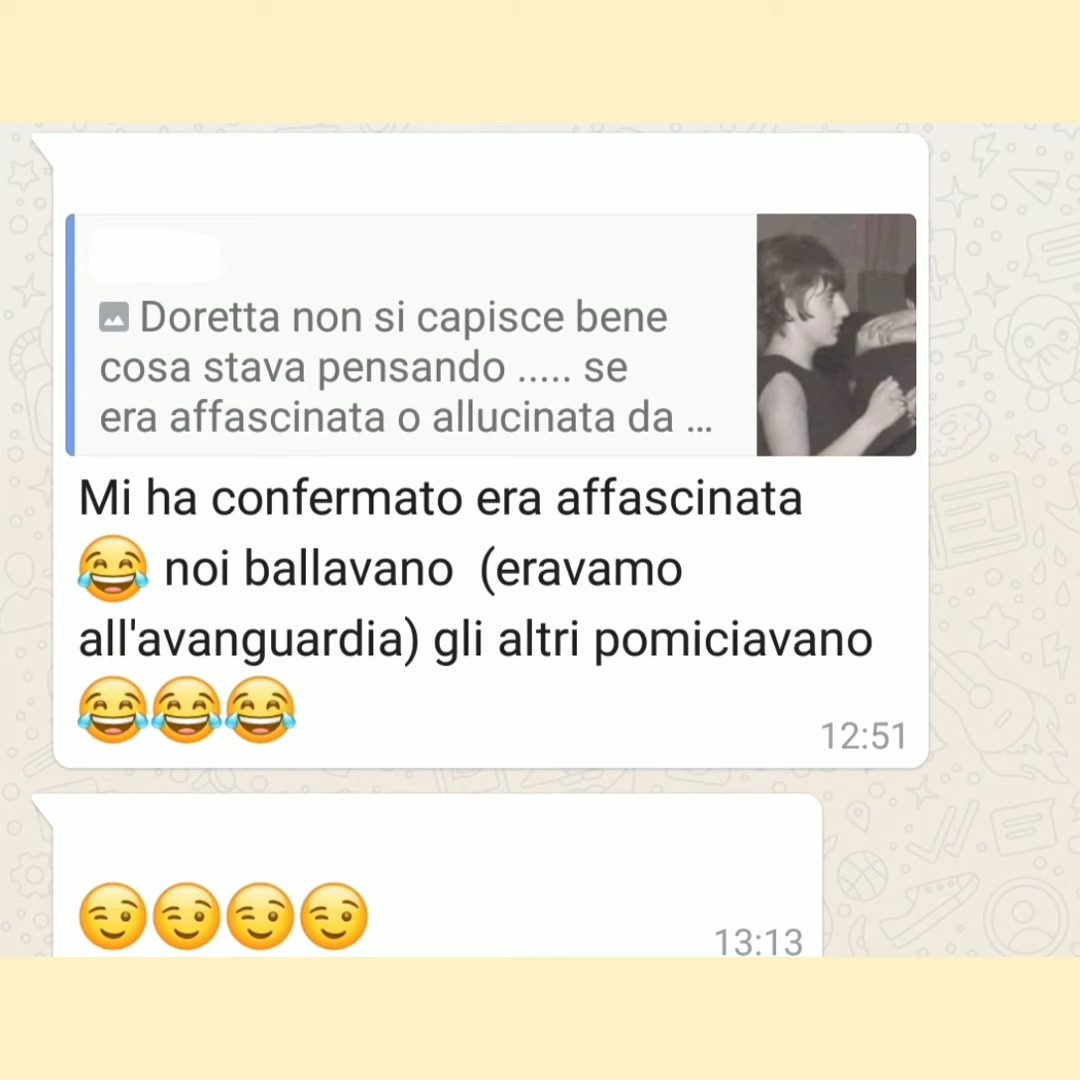 Doretta non si capisce bene
cosa stava pensando ..... se
era affascinata o allucinata da ...
Mi ha confermato era affascinata
😂 noi ballavano  (eravamo
all'avanguardia) gli altri pomiciavano
😂😂😂
12:51
😉😉😉😉
13:13